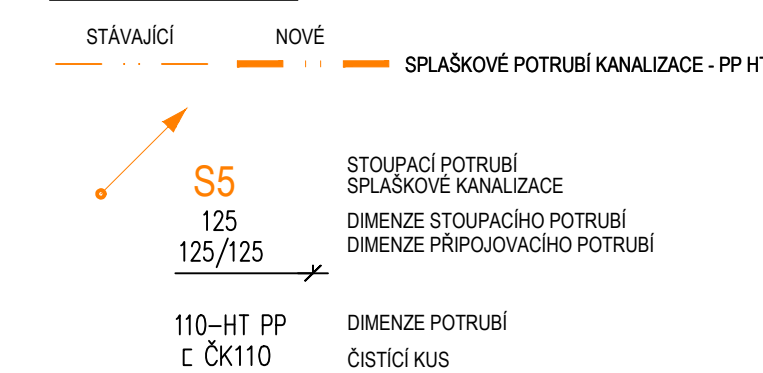 STÁVAJÍCÍ NOVÉ
SPLAŠKOVÉ POTRUBÍ KANALIZACE - PP HT
S5 STOUPACÍ POTRUBÍ
SPLAŠKOVÉ KANALIZACE
125 DIMENZE STOUPACÍHO POTRUBÍ
125/125 DIMENZE PŘIPOJOVACÍHO POTRUBÍ
110-HT PP DIMENZE POTRUBÍ
ČK110 ČISTÍCÍ KUS